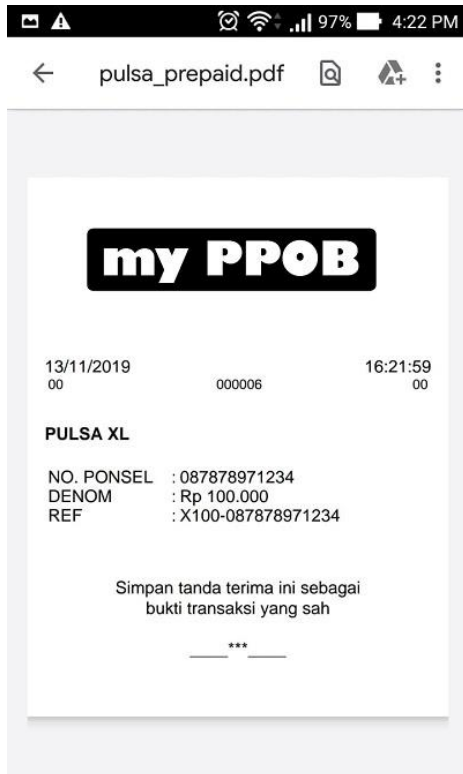 97% 4:22 PM
pulsa_prepaid.pdf
my PPOB
13/11/2019 16:21:59
00 000006 00
PULSA XL
NO. PONSEL : 087878971234
DENOM : Rp 100.000
REF : X100-087878971234
Simpan tanda terima ini sebagai
bukti transaksi yang sah
_____***_____